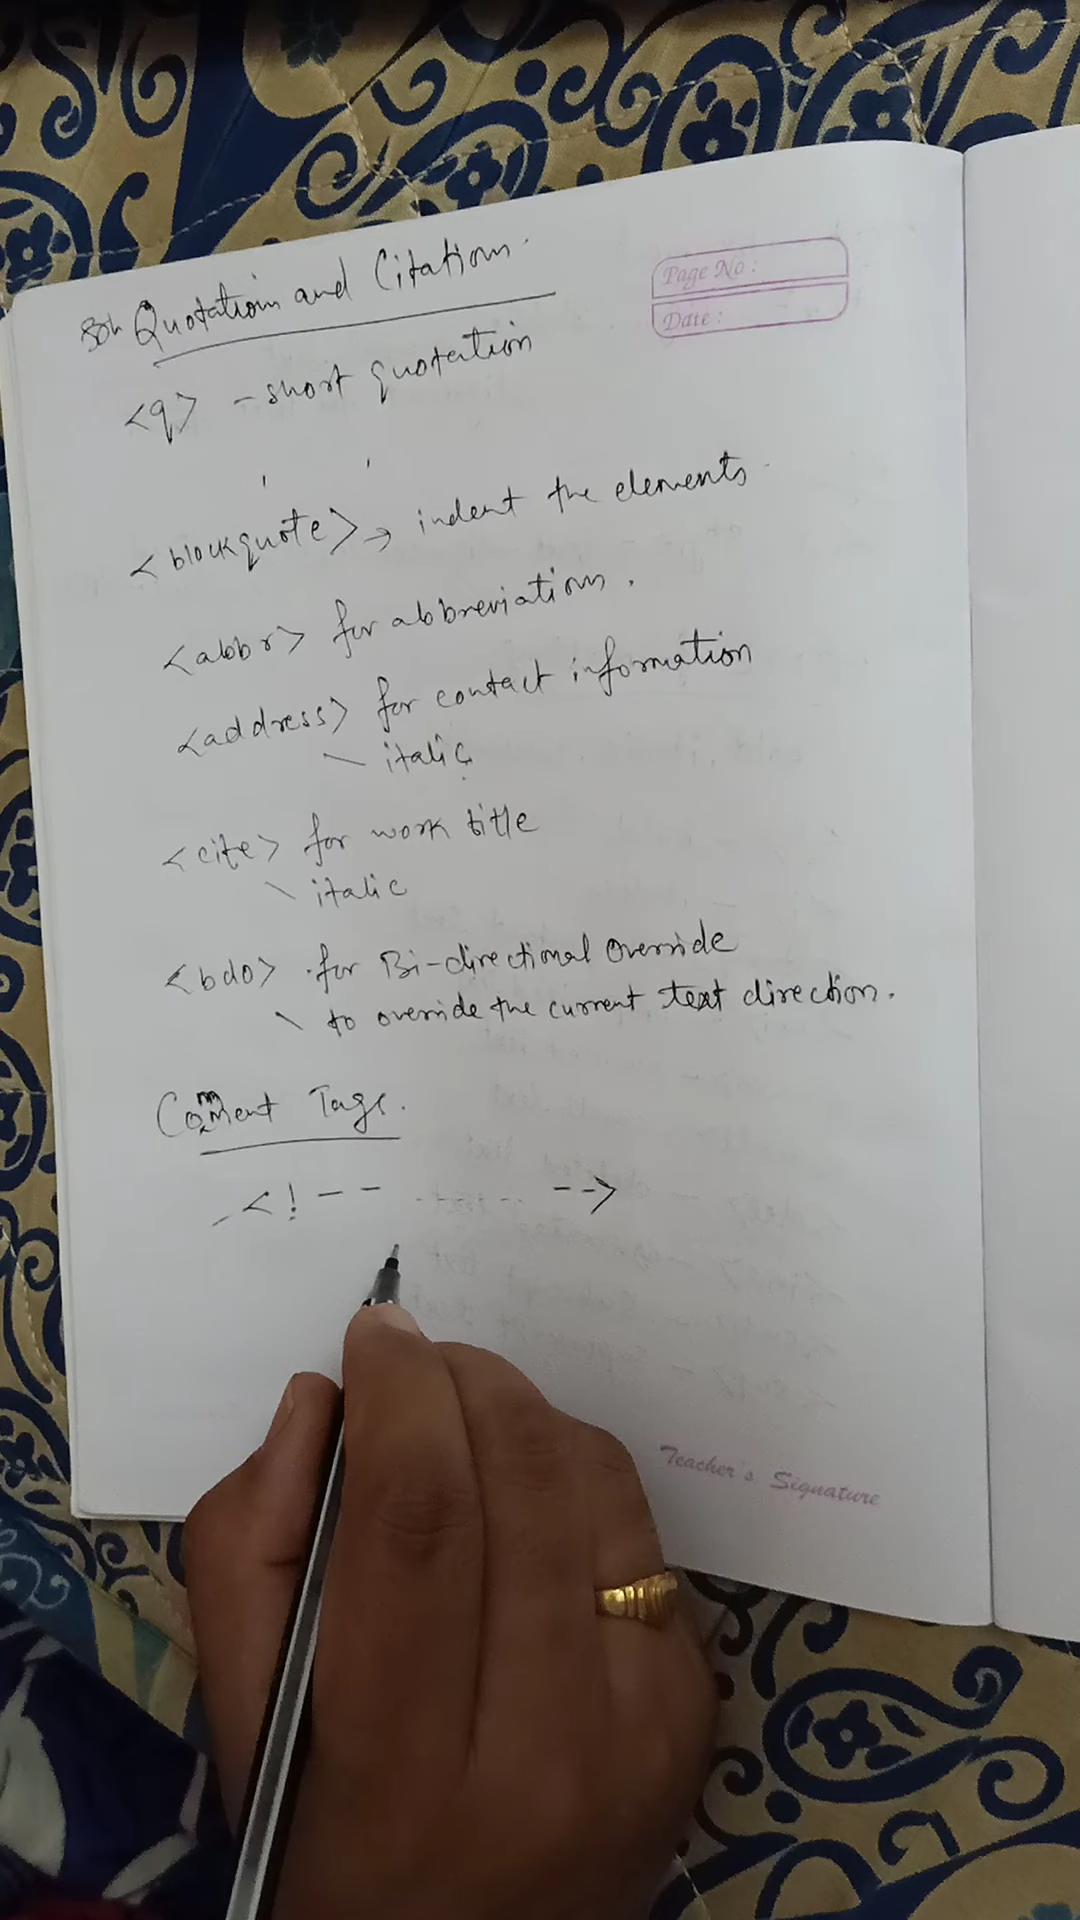 Quotation and Citation.
Page No :
Date :
<q> - short quotation
<blockquote> → indent the elements.
<abbr> for abbreviation.
<address> for contact information
\ italic
<cite> for work title
\ italic
<bdo> for Bi-directional Override
\ to override the current text direction.
Comment Tags.
<!-- -->
Teacher's Signature